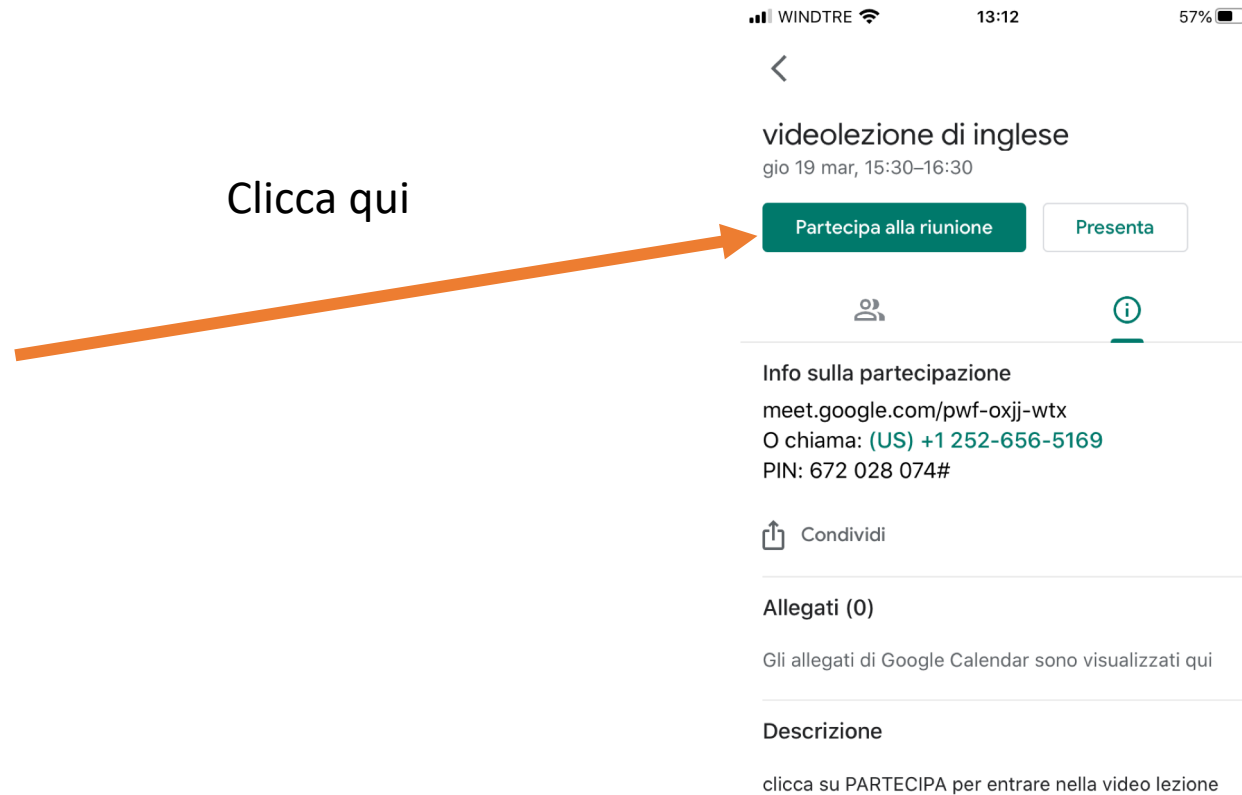 WINDTRE 13:12 57%
videolezione di inglese
gio 19 mar, 15:30–16:30
Clicca qui
Partecipa alla riunione Presenta
Info sulla partecipazione
meet.google.com/pwf-oxjj-wtx
O chiama: (US) +1 252-656-5169
PIN: 672 028 074#
Condividi
Allegati (0)
Gli allegati di Google Calendar sono visualizzati qui
Descrizione
clicca su PARTECIPA per entrare nella video lezione